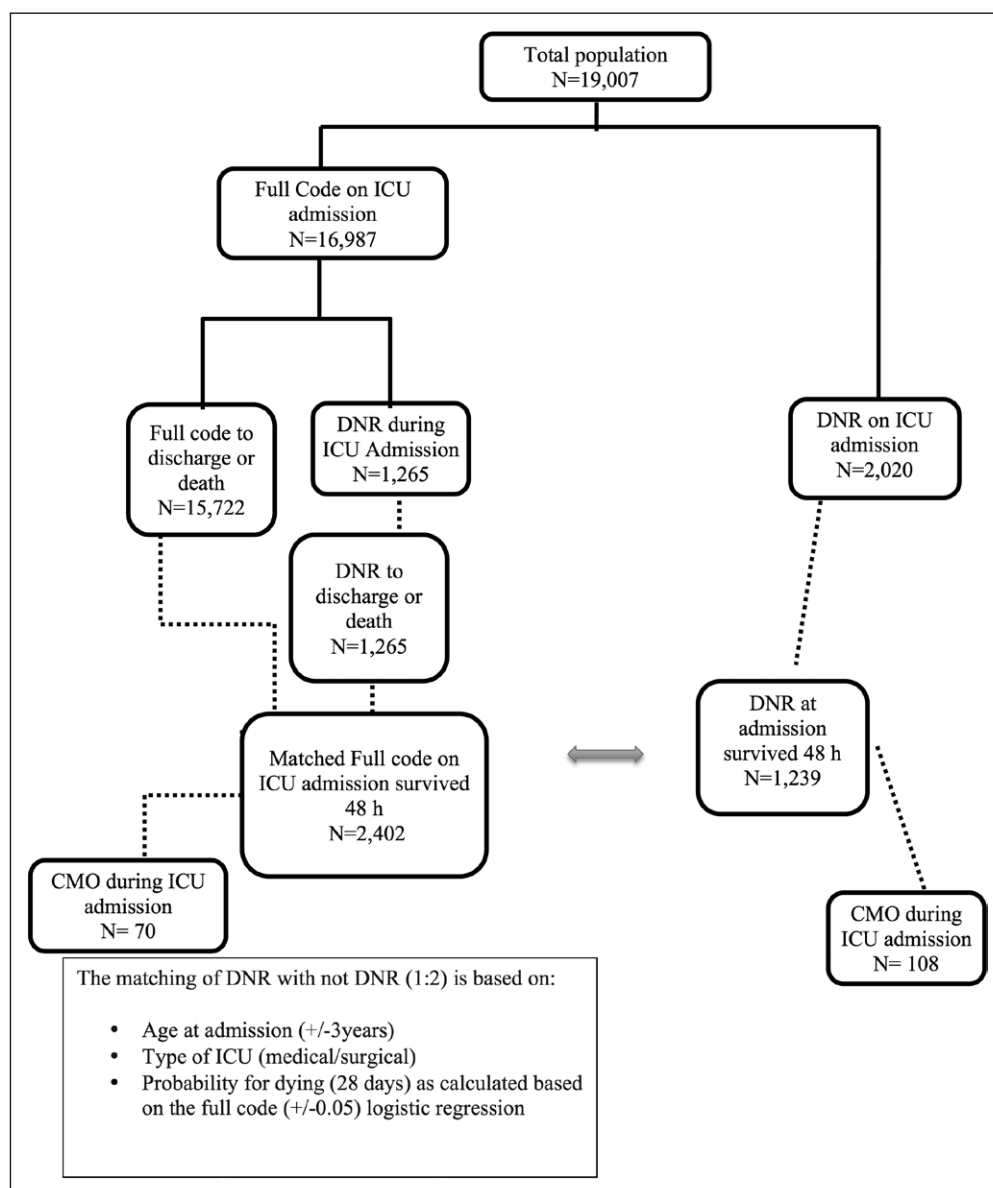 Total population
N=19,007
Full Code on ICU
admission
N=16,987
Full code to
discharge or
death
N=15,722
DNR during
ICU Admission
N=1,265
DNR on ICU
admission
N=2,020
DNR to
discharge or
death
N=1,265
DNR at
admission
survived 48 h
N=1,239
Matched Full code on
ICU admission survived
48 h
N=2,402
CMO during ICU
admission
N= 70
CMO during
ICU admission
N= 108
The matching of DNR with not DNR (1:2) is based on:
• Age at admission (+/-3years)
• Type of ICU (medical/surgical)
• Probability for dying (28 days) as calculated based
on the full code (+/-0.05) logistic regression